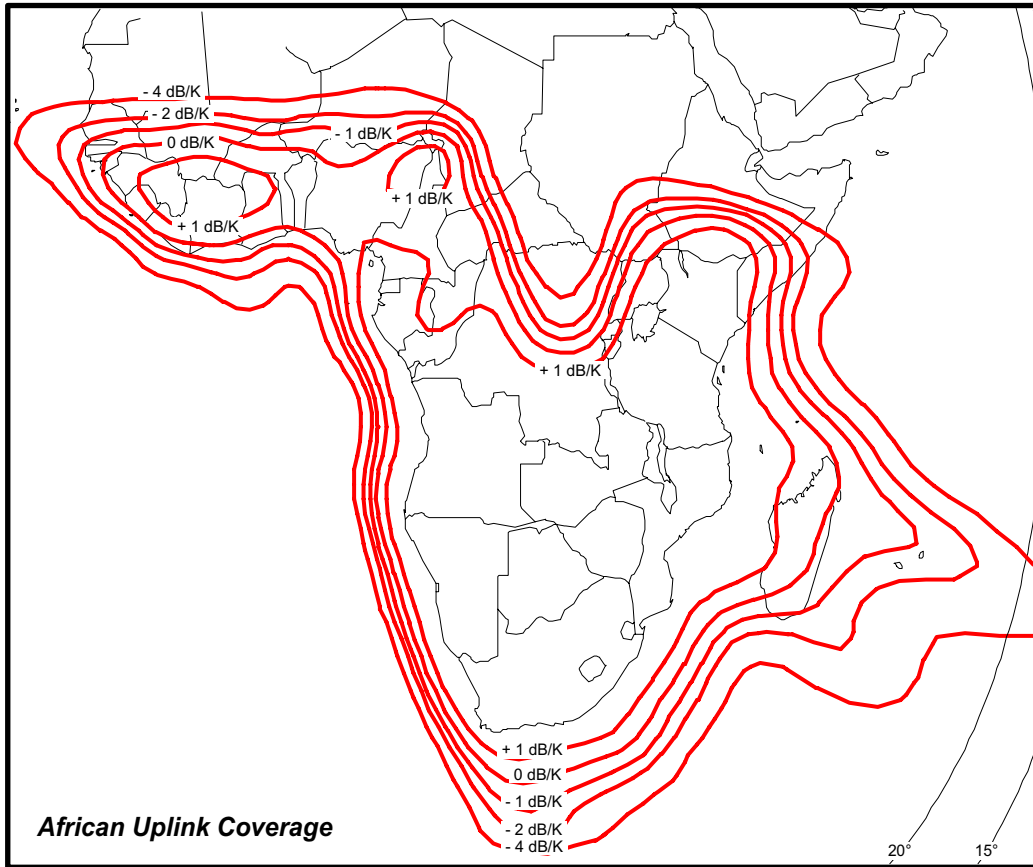 - 4 dB/K
- 2 dB/K
0 dB/K
- 1 dB/K
+ 1 dB/K
+ 1 dB/K
+ 1 dB/K
+ 1 dB/K
0 dB/K
- 1 dB/K
- 2 dB/K
- 4 dB/K
African Uplink Coverage
20°
15°